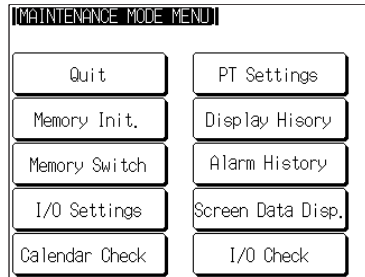 [MAINTENANCE MODE MENU]
Quit
PT Settings
Memory Init.
Display Hisory
Memory Switch
Alarm History
I/O Settings
Screen Data Disp.
Calendar Check
I/O Check